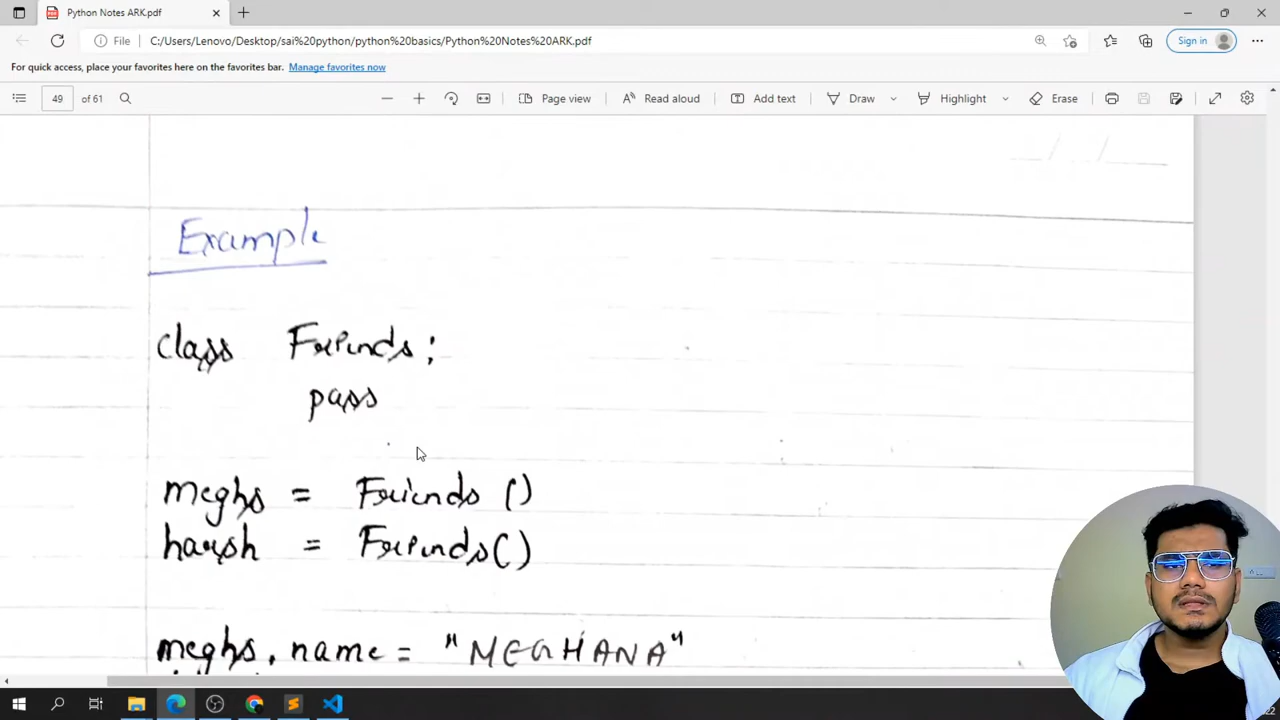 Python Notes ARK.pdf
File C:/Users/Lenovo/Desktop/sai%20python/python%20basics/Python%20Notes%20ARK.pdf
Sign in
For quick access, place your favorites here on the favorites bar. Manage favorites now
49 of 61
Page view
Read aloud
Add text
Draw
Highlight
Erase
Example
class Friends:
pass
meghs = Friends ()
harsh = Friends()
meghs. name = "MEGHANA"